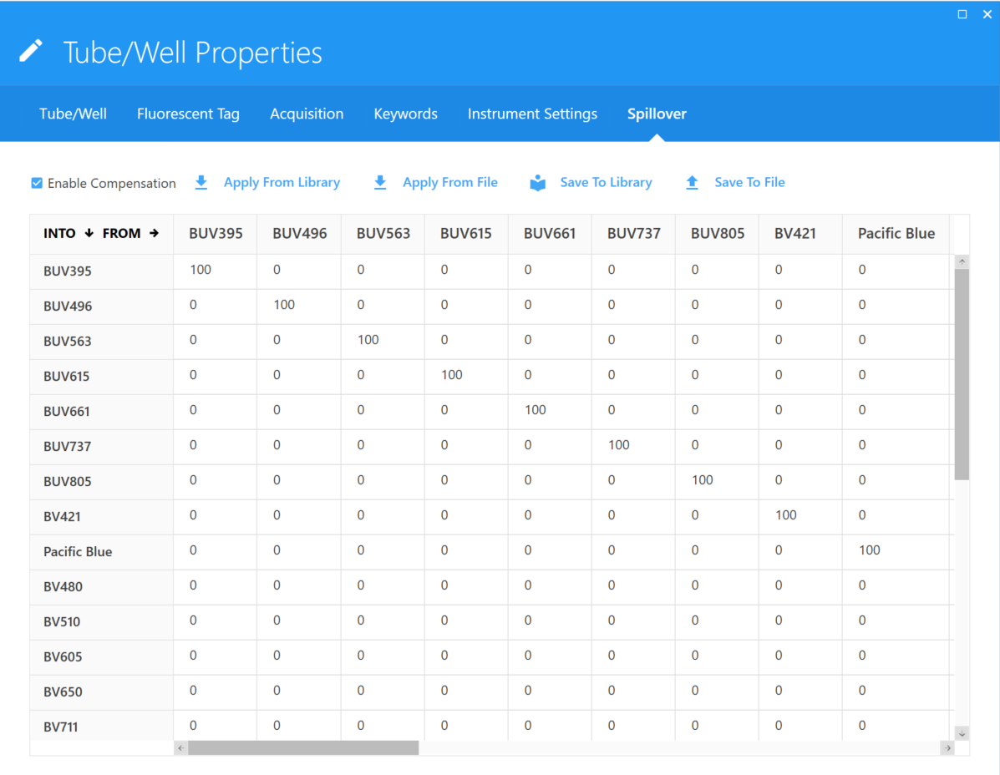 Tube/Well Properties
Tube/Well Fluorescent Tag Acquisition Keywords Instrument Settings Spillover
Enable Compensation Apply From Library Apply From File Save To Library Save To File
INTO ↓ FROM → BUV395 BUV496 BUV563 BUV615 BUV661 BUV737 BUV805 BV421 Pacific Blue
BUV395 100 0 0 0 0 0 0 0 0
BUV496 0 100 0 0 0 0 0 0 0
BUV563 0 0 100 0 0 0 0 0 0
BUV615 0 0 0 100 0 0 0 0 0
BUV661 0 0 0 0 100 0 0 0 0
BUV737 0 0 0 0 0 100 0 0 0
BUV805 0 0 0 0 0 0 100 0 0
BV421 0 0 0 0 0 0 0 100 0
Pacific Blue 0 0 0 0 0 0 0 0 100
BV480 0 0 0 0 0 0 0 0 0
BV510 0 0 0 0 0 0 0 0 0
BV605 0 0 0 0 0 0 0 0 0
BV650 0 0 0 0 0 0 0 0 0
BV711 0 0 0 0 0 0 0 0 0